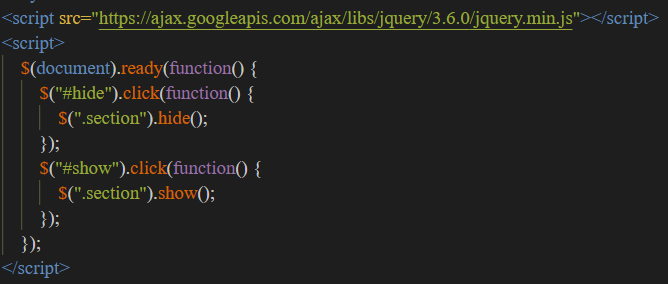 <script src="https://ajax.googleapis.com/ajax/libs/jquery/3.6.0/jquery.min.js"></script>
<script>
$(document).ready(function() {
$("#hide").click(function() {
$(".section").hide();
});
$("#show").click(function() {
$(".section").show();
});
});
</script>